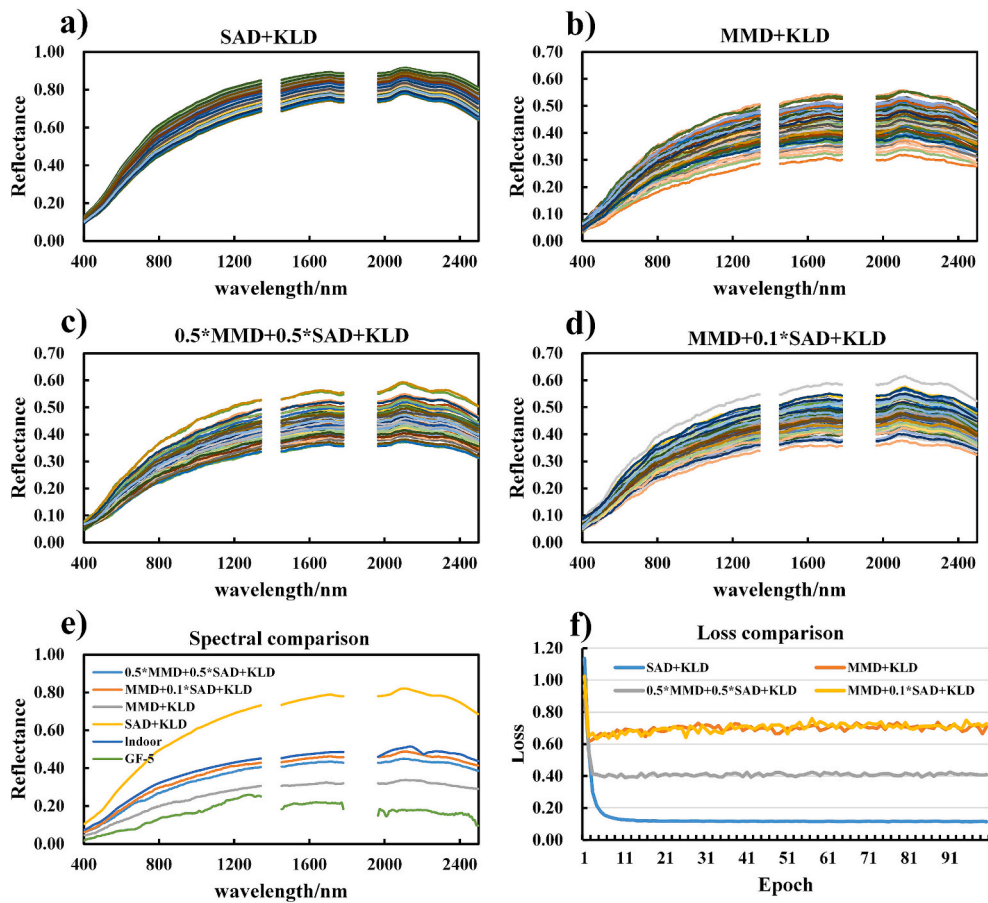 a)
SAD+KLD
1.00
0.80
0.60
0.40
0.20
0.00
Reflectance
400 800 1200 1600 2000 2400
wavelength/nm
b)
MMD+KLD
0.70
0.60
0.50
0.40
0.30
0.20
0.10
0.00
Reflectance
400 800 1200 1600 2000 2400
wavelength/nm
c)
0.5*MMD+0.5*SAD+KLD
0.70
0.60
0.50
0.40
0.30
0.20
0.10
0.00
Reflectance
400 800 1200 1600 2000 2400
wavelength/nm
d)
MMD+0.1*SAD+KLD
0.70
0.60
0.50
0.40
0.30
0.20
0.10
0.00
Reflectance
400 800 1200 1600 2000 2400
wavelength/nm
e)
Spectral comparison
1.00
0.80
0.60
0.40
0.20
0.00
Reflectance
0.5*MMD+0.5*SAD+KLD
MMD+0.1*SAD+KLD
MMD+KLD
SAD+KLD
Indoor
GF-5
400 800 1200 1600 2000 2400
wavelength/nm
f)
Loss comparison
1.20
1.00
0.80
0.60
0.40
0.20
0.00
Loss
SAD+KLD MMD+KLD
0.5*MMD+0.5*SAD+KLD MMD+0.1*SAD+KLD
1 11 21 31 41 51 61 71 81 91
Epoch